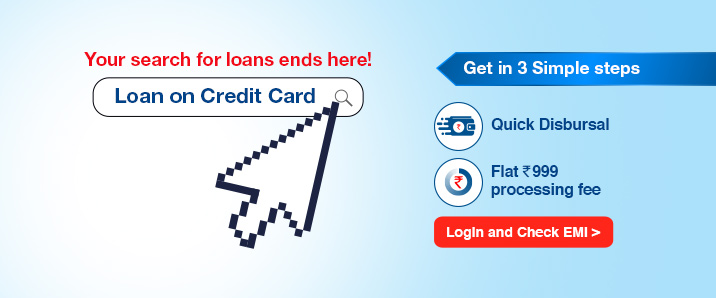 Your search for loans ends here!
Loan on Credit Card
Get in 3 Simple steps
Quick Disbursal
Flat ₹999
processing fee
LogIn and Check EMI >